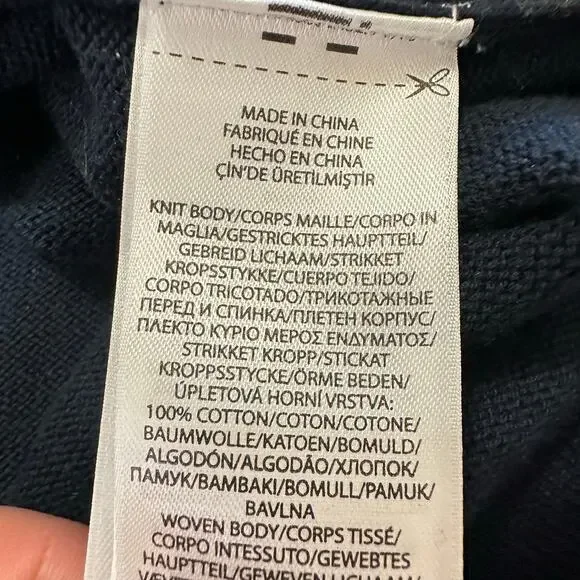 MADE IN CHINA
FABRIQUÉ EN CHINE
HECHO EN CHINA
ÇİN'DE ÜRETİLMİŞTİR
KNIT BODY/CORPS MAILLE/CORPO IN
MAGLIA/GESTRICKTES HAUPTTEIL/
GEBREID LICHAAM/STRIKKET
KROPSSTYKKE/CUERPO TEJIDO/
CORPO TRICOTADO/ТРИКОТАЖНЫЕ
ПЕРЕД И СПИНКА/ПЛЕТЕН КОРПУС/
ΠΛΕΚΤΟ ΚΥΡΙΟ ΜΕΡΟΣ ΕΝΔΥΜΑΤΟΣ/
STRIKKET KROPP/STICKAT
KROPPSSTYCKE/ÖRME BEDEN/
ÚPLETOVÁ HORNÍ VRSTVA:
100% COTTON/COTON/COTONE/
BAUMWOLLE/KATOEN/BOMULD/
ALGODÓN/ALGODÃO/ХЛОПОК/
ПАМУК/ΒΑΜΒΑΚΙ/BOMULL/PAMUK/
BAVLNA
WOVEN BODY/CORPS TISSÉ/
CORPO INTESSUTO/GEWEBTES
HAUPTTEIL/GEWEVEN LICHAAM/